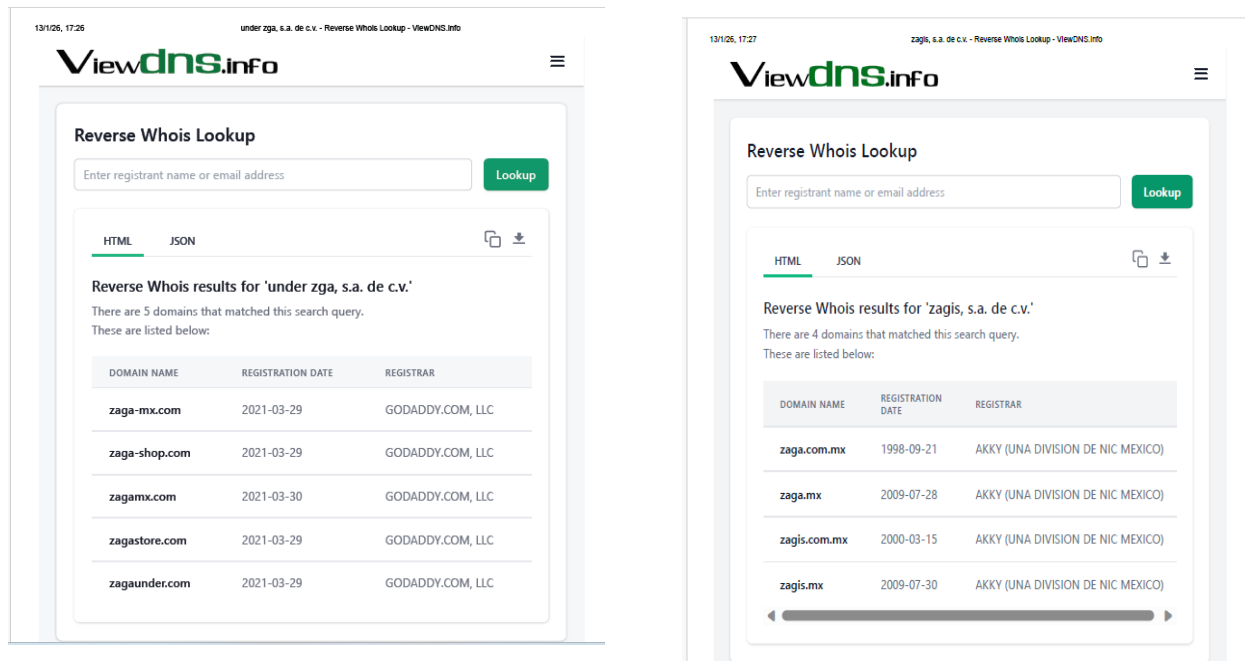 13/1/26, 17:26 under zga, s.a. de c.v. - Reverse Whois Lookup - ViewDNS.info
Viewdns.info
Reverse Whois Lookup
Enter registrant name or email address Lookup
HTML JSON
Reverse Whois results for 'under zga, s.a. de c.v.'
There are 5 domains that matched this search query.
These are listed below:
DOMAIN NAME REGISTRATION DATE REGISTRAR
zaga-mx.com 2021-03-29 GODADDY.COM, LLC
zaga-shop.com 2021-03-29 GODADDY.COM, LLC
zagamx.com 2021-03-30 GODADDY.COM, LLC
zagastore.com 2021-03-29 GODADDY.COM, LLC
zagaunder.com 2021-03-29 GODADDY.COM, LLC
13/1/26, 17:27 zagis, s.a. de c.v. - Reverse Whois Lookup - ViewDNS.info
Viewdns.info
Reverse Whois Lookup
Enter registrant name or email address Lookup
HTML JSON
Reverse Whois results for 'zagis, s.a. de c.v.'
There are 4 domains that matched this search query.
These are listed below:
DOMAIN NAME REGISTRATION DATE REGISTRAR
zaga.com.mx 1998-09-21 AKKY (UNA DIVISION DE NIC MEXICO)
zaga.mx 2009-07-28 AKKY (UNA DIVISION DE NIC MEXICO)
zagis.com.mx 2000-03-15 AKKY (UNA DIVISION DE NIC MEXICO)
zagis.mx 2009-07-30 AKKY (UNA DIVISION DE NIC MEXICO)